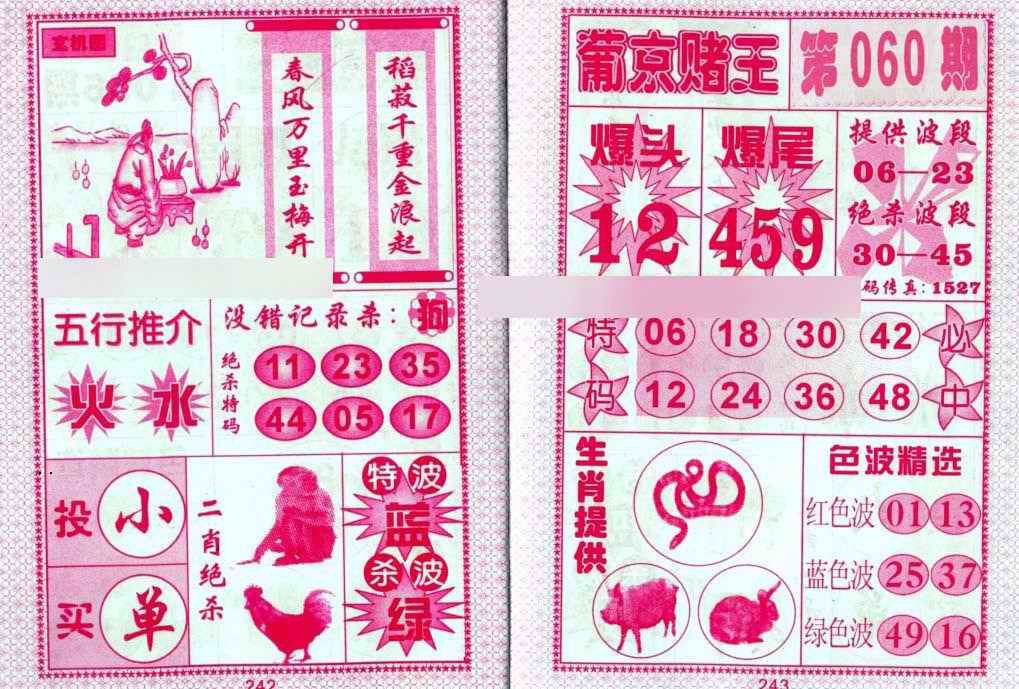 玄机图
春风万里玉梅开
稻菽千重金浪起
五行推介
火 水
没错记录杀：狗
绝杀特码
11 23 35
44 05 17
投 小
买 单
二肖绝杀
特波
蓝
杀波
绿
242
葡京赌王
第060期
爆头
12
爆尾
459
提供波段
06—23
绝杀波段
30—45
码传真:1527
特码
06 18 30 42
12 24 36 48
必中
生肖提供
色波精选
红色波 01 13
蓝色波 25 37
绿色波 49 16
243